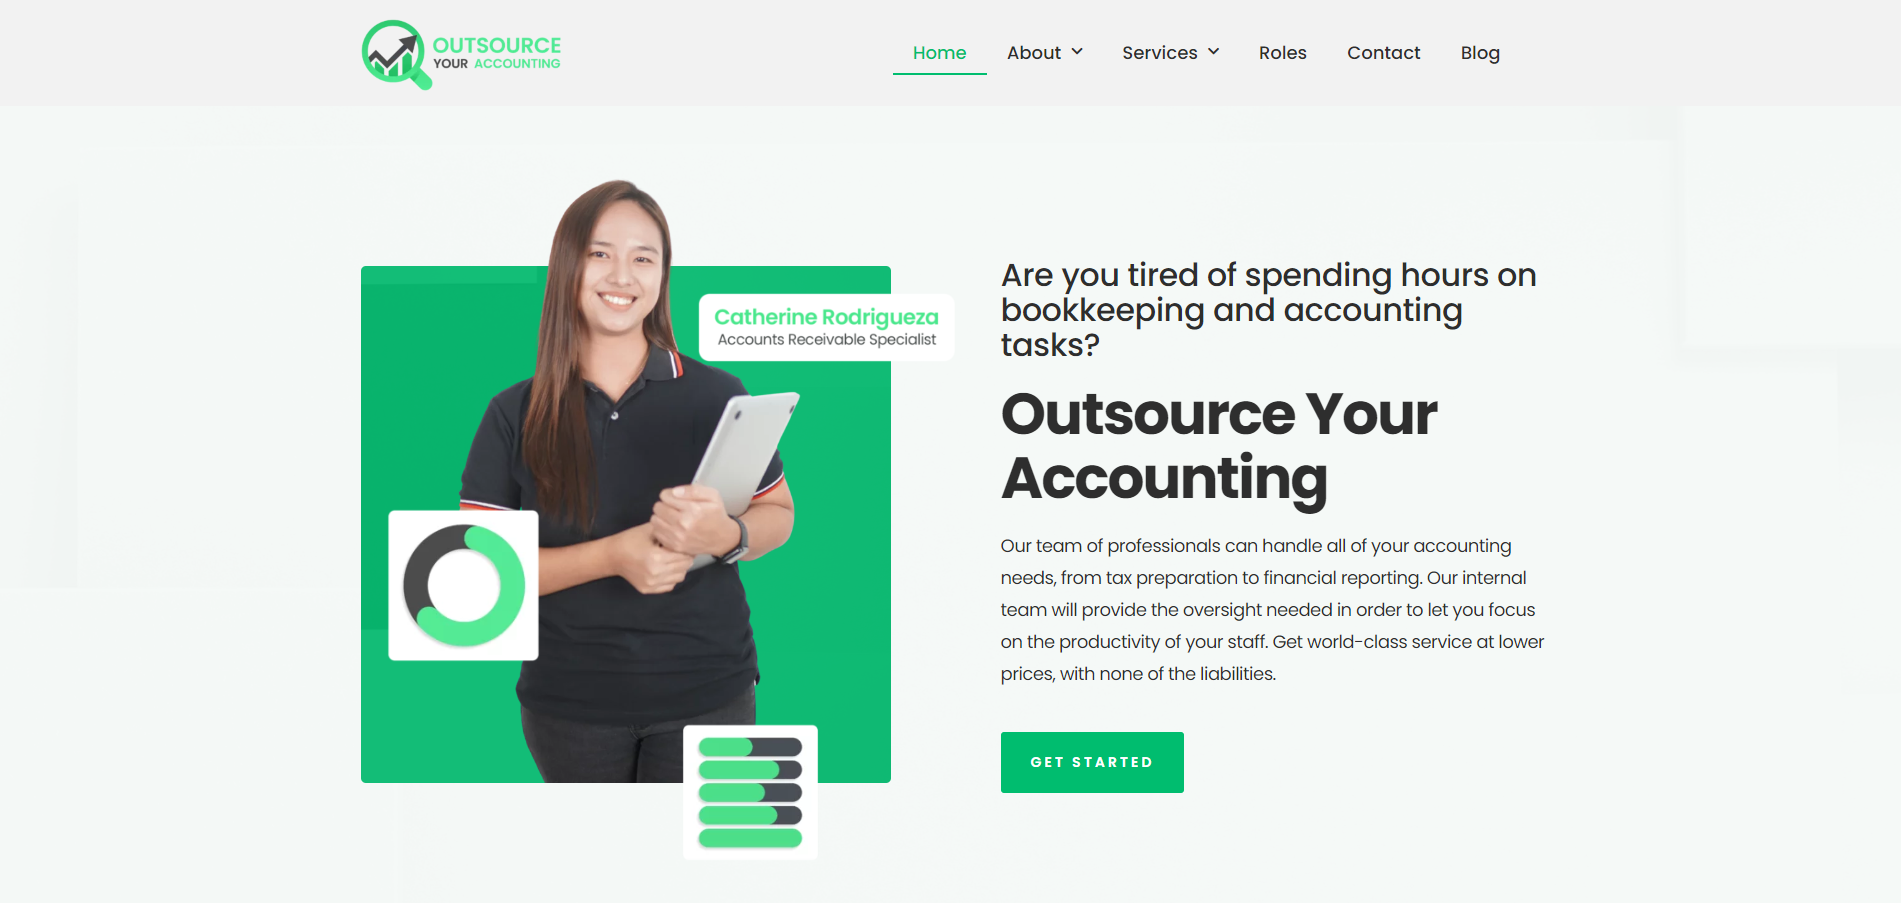 OUTSOURCE
YOUR ACCOUNTING
Home About Services Roles Contact Blog
Catherine Rodrigueza
Accounts Receivable Specialist
Are you tired of spending hours on
bookkeeping and accounting
tasks?
Outsource Your
Accounting
Our team of professionals can handle all of your accounting
needs, from tax preparation to financial reporting. Our internal
team will provide the oversight needed in order to let you focus
on the productivity of your staff. Get world-class service at lower
prices, with none of the liabilities.
GET STARTED